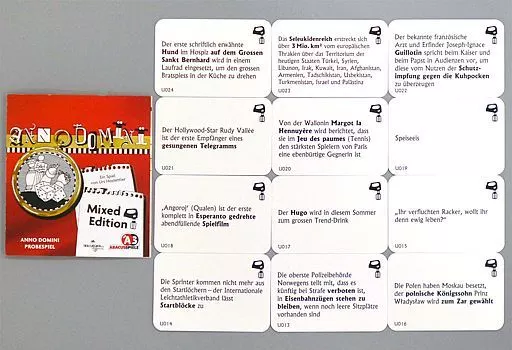 ANNO DOMINI
Ein Spiel
von Urs Hostettler
Mixed
Edition
ABACUSSPIELE
ANNO DOMINI
PROBESPIEL
Der erste schriftlich erwähnte
Hund im Hospiz auf dem Grossen
Sankt Bernhard wird in einem
Laufrad eingesetzt, um den grossen
Bratspiess in der Küche zu drehen
U024
Das Seleukidenreich erstreckt sich
über 3 Mio. km² vom europäischen
Thrakien über das Territorium der
heutigen Staaten Türkei, Syrien,
Libanon, Irak, Kuwait, Iran, Afghanistan,
Armenien, Tadschikistan, Usbekistan,
Turkmenistan, Israel und Palästina
U023
Der bekannte französische
Arzt und Erfinder Joseph-Ignace
Guillotin spricht beim Kaiser und
beim Papst in Audienzen vor, um
diese vom Nutzen der Schutz-
impfung gegen die Kuhpocken
zu überzeugen
U022
Der Hollywood-Star Rudy Vallée
ist der erste Empfänger eines
gesungenen Telegramms
U021
Von der Wallonin Margot la
Hennuyère wird berichtet, dass
sie im Jeu des paumes (Tennis)
den stärksten Spielern von Paris
eine ebenbürtige Gegnerin ist
U020
Speiseeis
U019
„Angoroj“ (Qualen) ist der erste
komplett in Esperanto gedrehte
abendfüllende Spielfilm
U018
Der Hugo wird in diesem Sommer
zum grossen Trend-Drink
U017
„Ihr verfluchten Racker, wollt ihr
denn ewig leben?“
U015
Die Sprinter kommen nicht mehr aus
den Startlöchern – der Internationale
Leichtathletikverband lässt
Startblöcke zu
U014
Die oberste Polizeibehörde
Norwegens teilt mit, dass es
künftig bei Strafe verboten ist,
in Eisenbahnzügen stehen zu
bleiben, wenn noch leere Sitzplätze
vorhanden sind
U013
Die Polen haben Moskau besetzt,
der polnische Königssohn Prinz
Władysław wird zum Zar gewählt
U016